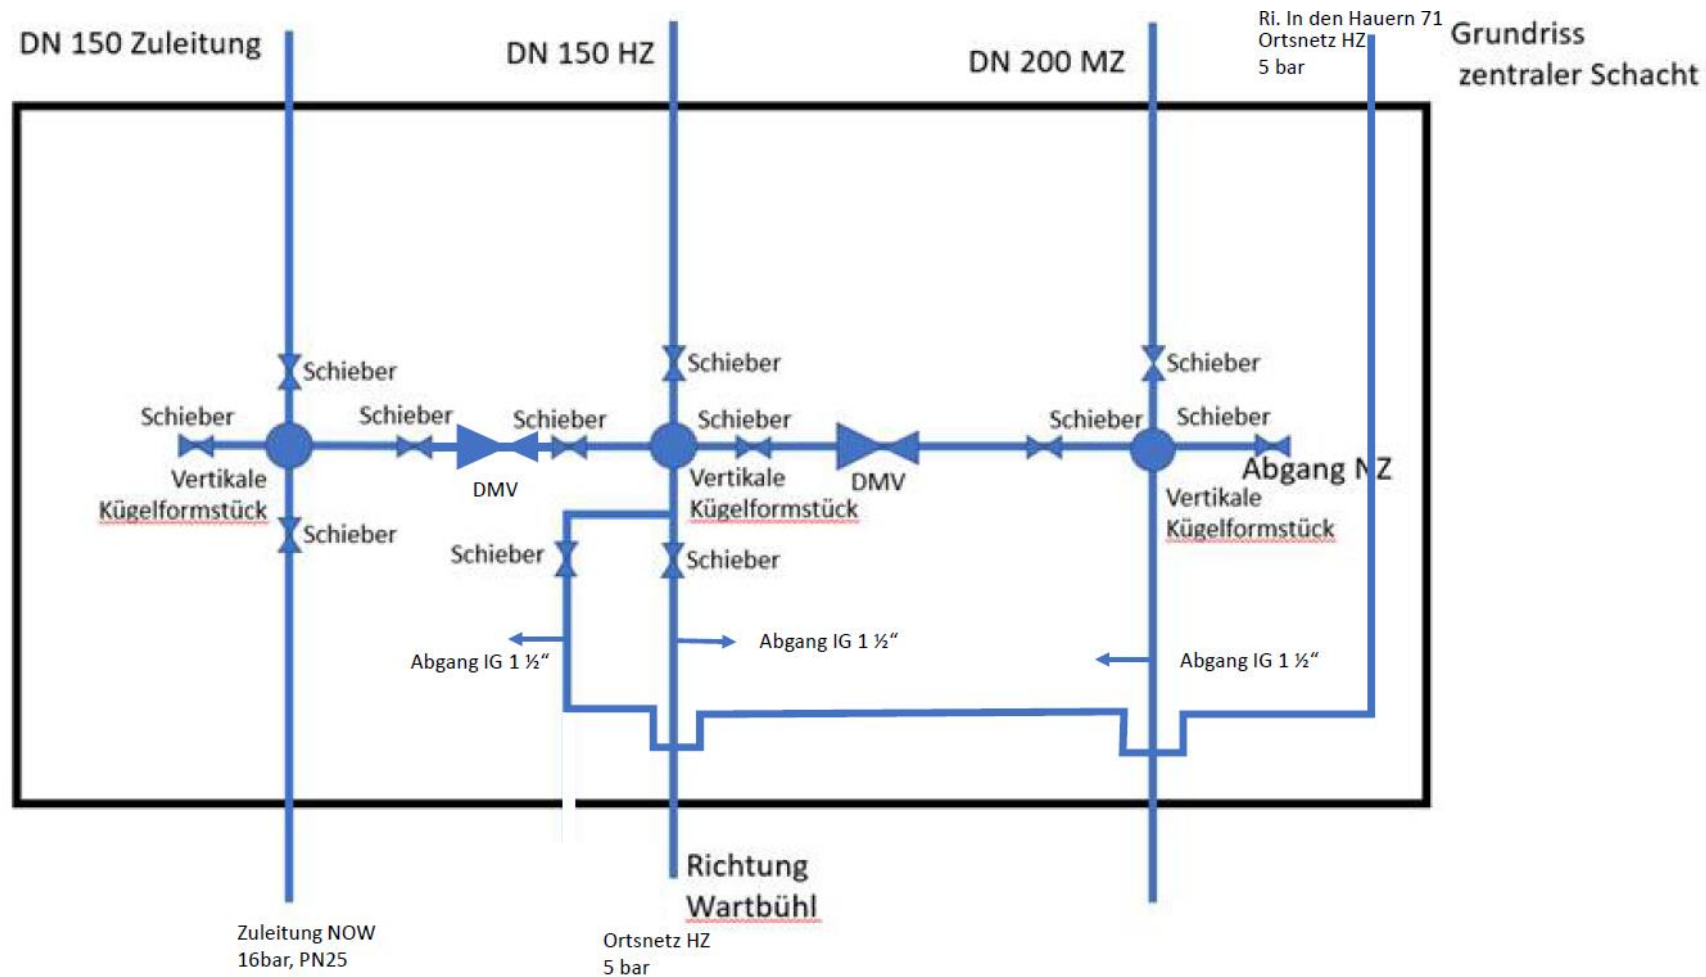 Ri. In den Hauern 71
Ortsnetz HZ
5 bar
Grundriss
zentraler Schacht
DN 150 Zuleitung
DN 150 HZ
DN 200 MZ
Schieber
Schieber
Schieber
Schieber
Schieber
Schieber
Schieber
Schieber
Schieber
Schieber
Abgang NZ
Vertikale
Kügelformstück
DMV
Vertikale
Kügelformstück
DMV
Vertikale
Kügelformstück
Schieber
Schieber
Schieber
Abgang IG 1 ½“
Abgang IG 1 ½“
Abgang IG 1 ½“
Richtung
Wartbühl
Zuleitung NOW
16bar, PN25
Ortsnetz HZ
5 bar